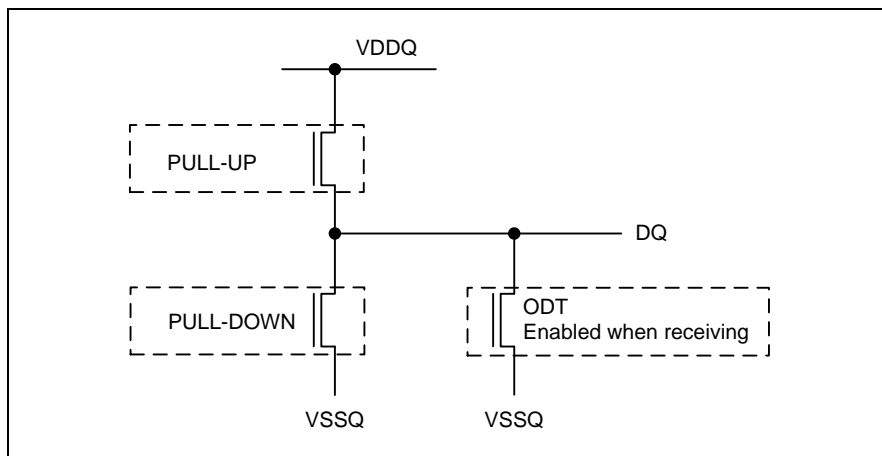 VDDQ
PULL-UP
DQ
PULL-DOWN
ODT
Enabled when receiving
VSSQ
VSSQ